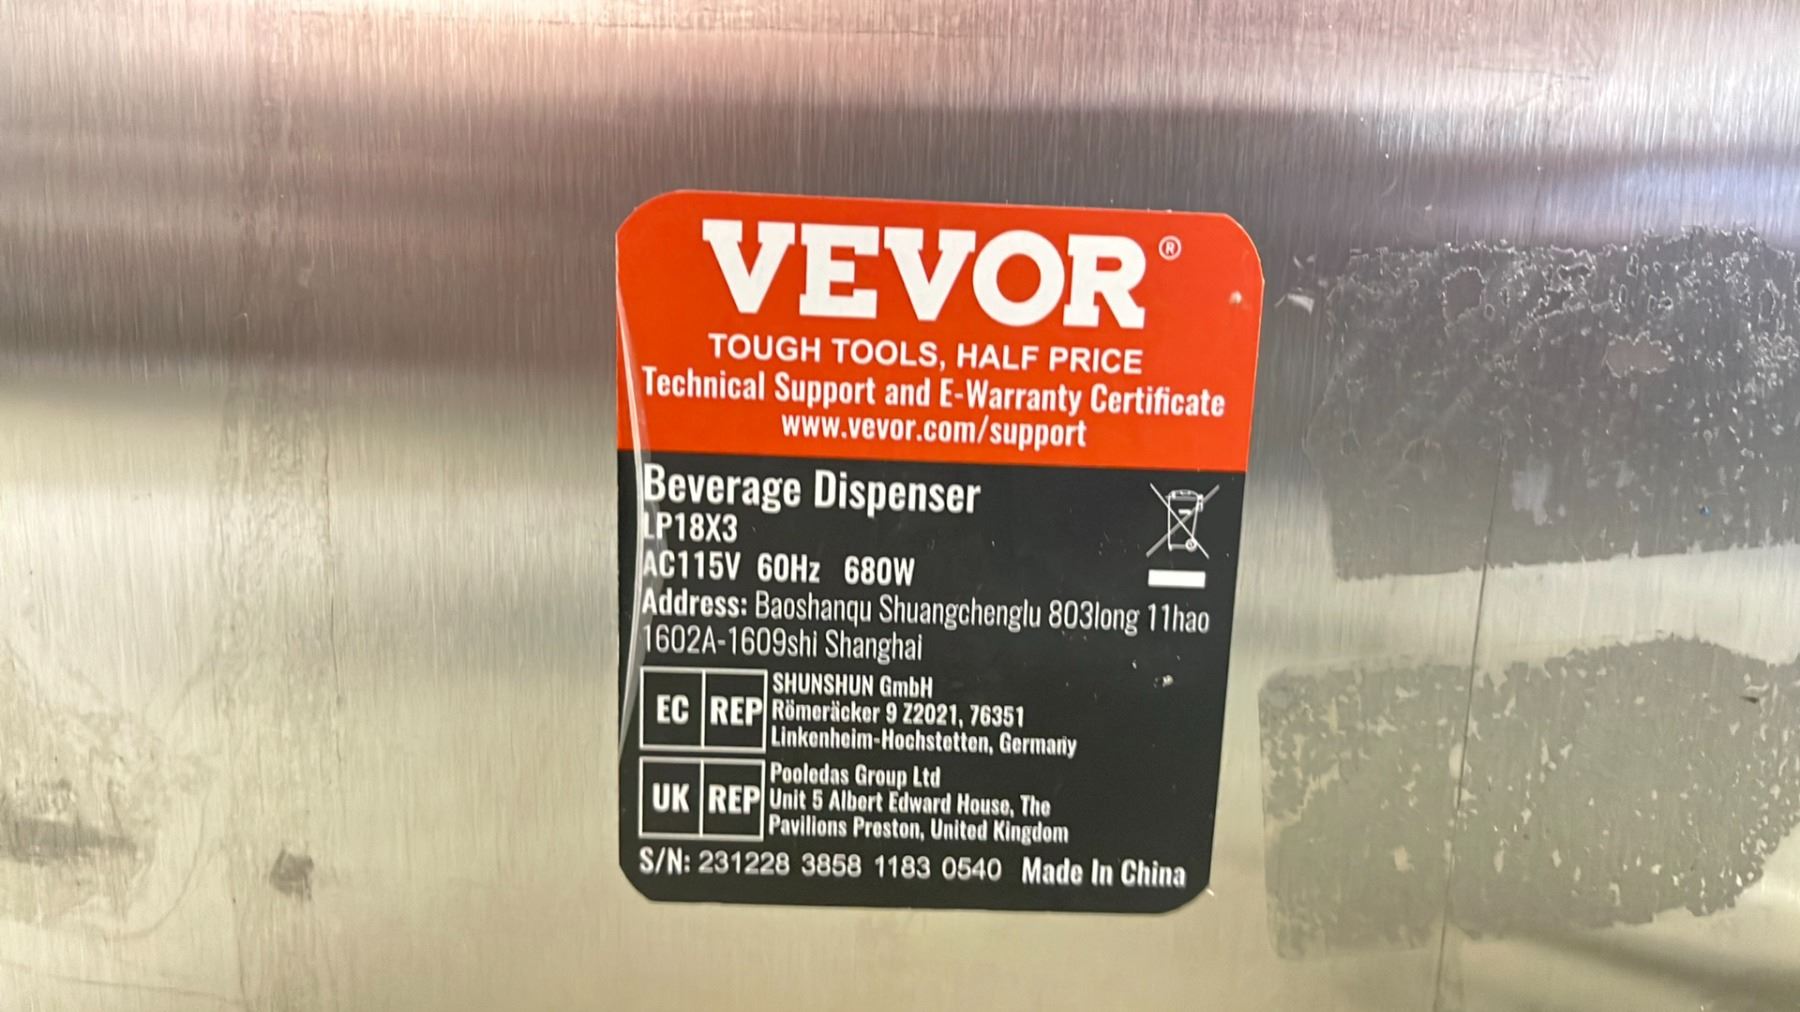 VEVOR®
TOUGH TOOLS, HALF PRICE
Technical Support and E-Warranty Certificate
www.vevor.com/support
Beverage Dispenser
LP18X3
AC115V 60Hz 680W
Address: Baoshanqu Shuangchenglu 803long 11hao
1602A-1609shi Shanghai
EC REP
SHUNSHUN GmbH
Römeräcker 9 Z2021, 76351
Linkenheim-Hochstetten, Germany
UK REP
Pooledas Group Ltd
Unit 5 Albert Edward House, The
Pavilions Preston, United Kingdom
S/N: 231228 3858 1183 0540 Made In China